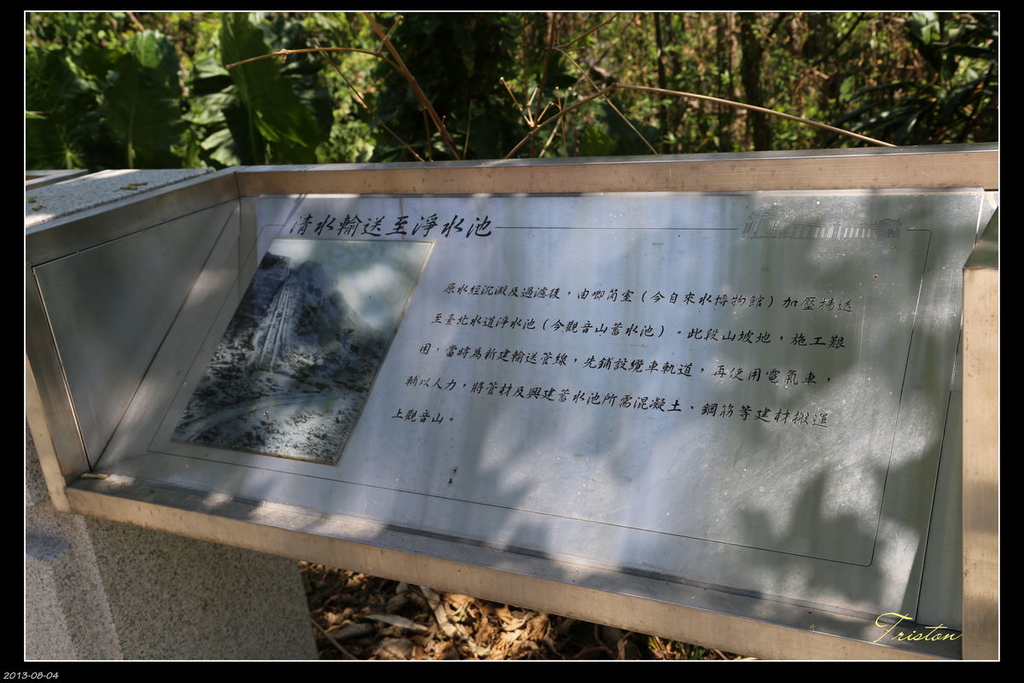 清水輸送至淨水池
原水經沉澱及過濾後，由唧筒室（今自來水博物館）加壓揚送
至臺北水道淨水池（今觀音山蓄水池）。此段山坡地，施工艱
困，當時為新建輸送管線，先鋪設纜車軌道，再使用電氣車，
輔以人力，將管材及興建蓄水池所需混凝土、鋼筋等建材搬運
上觀音山。
Triston
2013-08-04